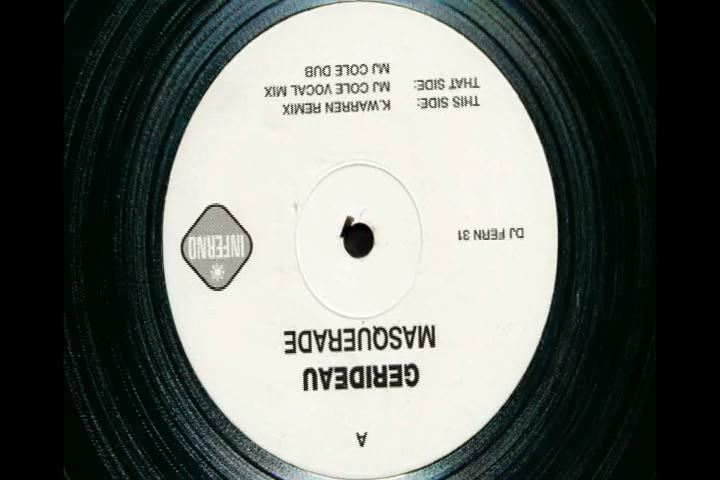 A
GERIDEAU
MASQUERADE
DJ FERN 31
INFERNO
THIS SIDE: K.WARREN REMIX
THAT SIDE: MJ COLE VOCAL MIX
MJ COLE DUB